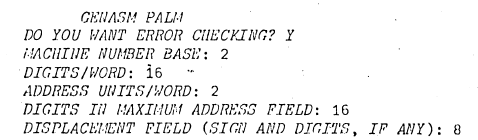 GENASM PALM
DO YOU WANT ERROR CHECKING? Y
MACHINE NUMBER BASE: 2
DIGITS/WORD: 16
ADDRESS UNITS/WORD: 2
DIGITS IN MAXIMUM ADDRESS FIELD: 16
DISPLACEMENT FIELD (SIGN AND DIGITS, IF ANY): 8